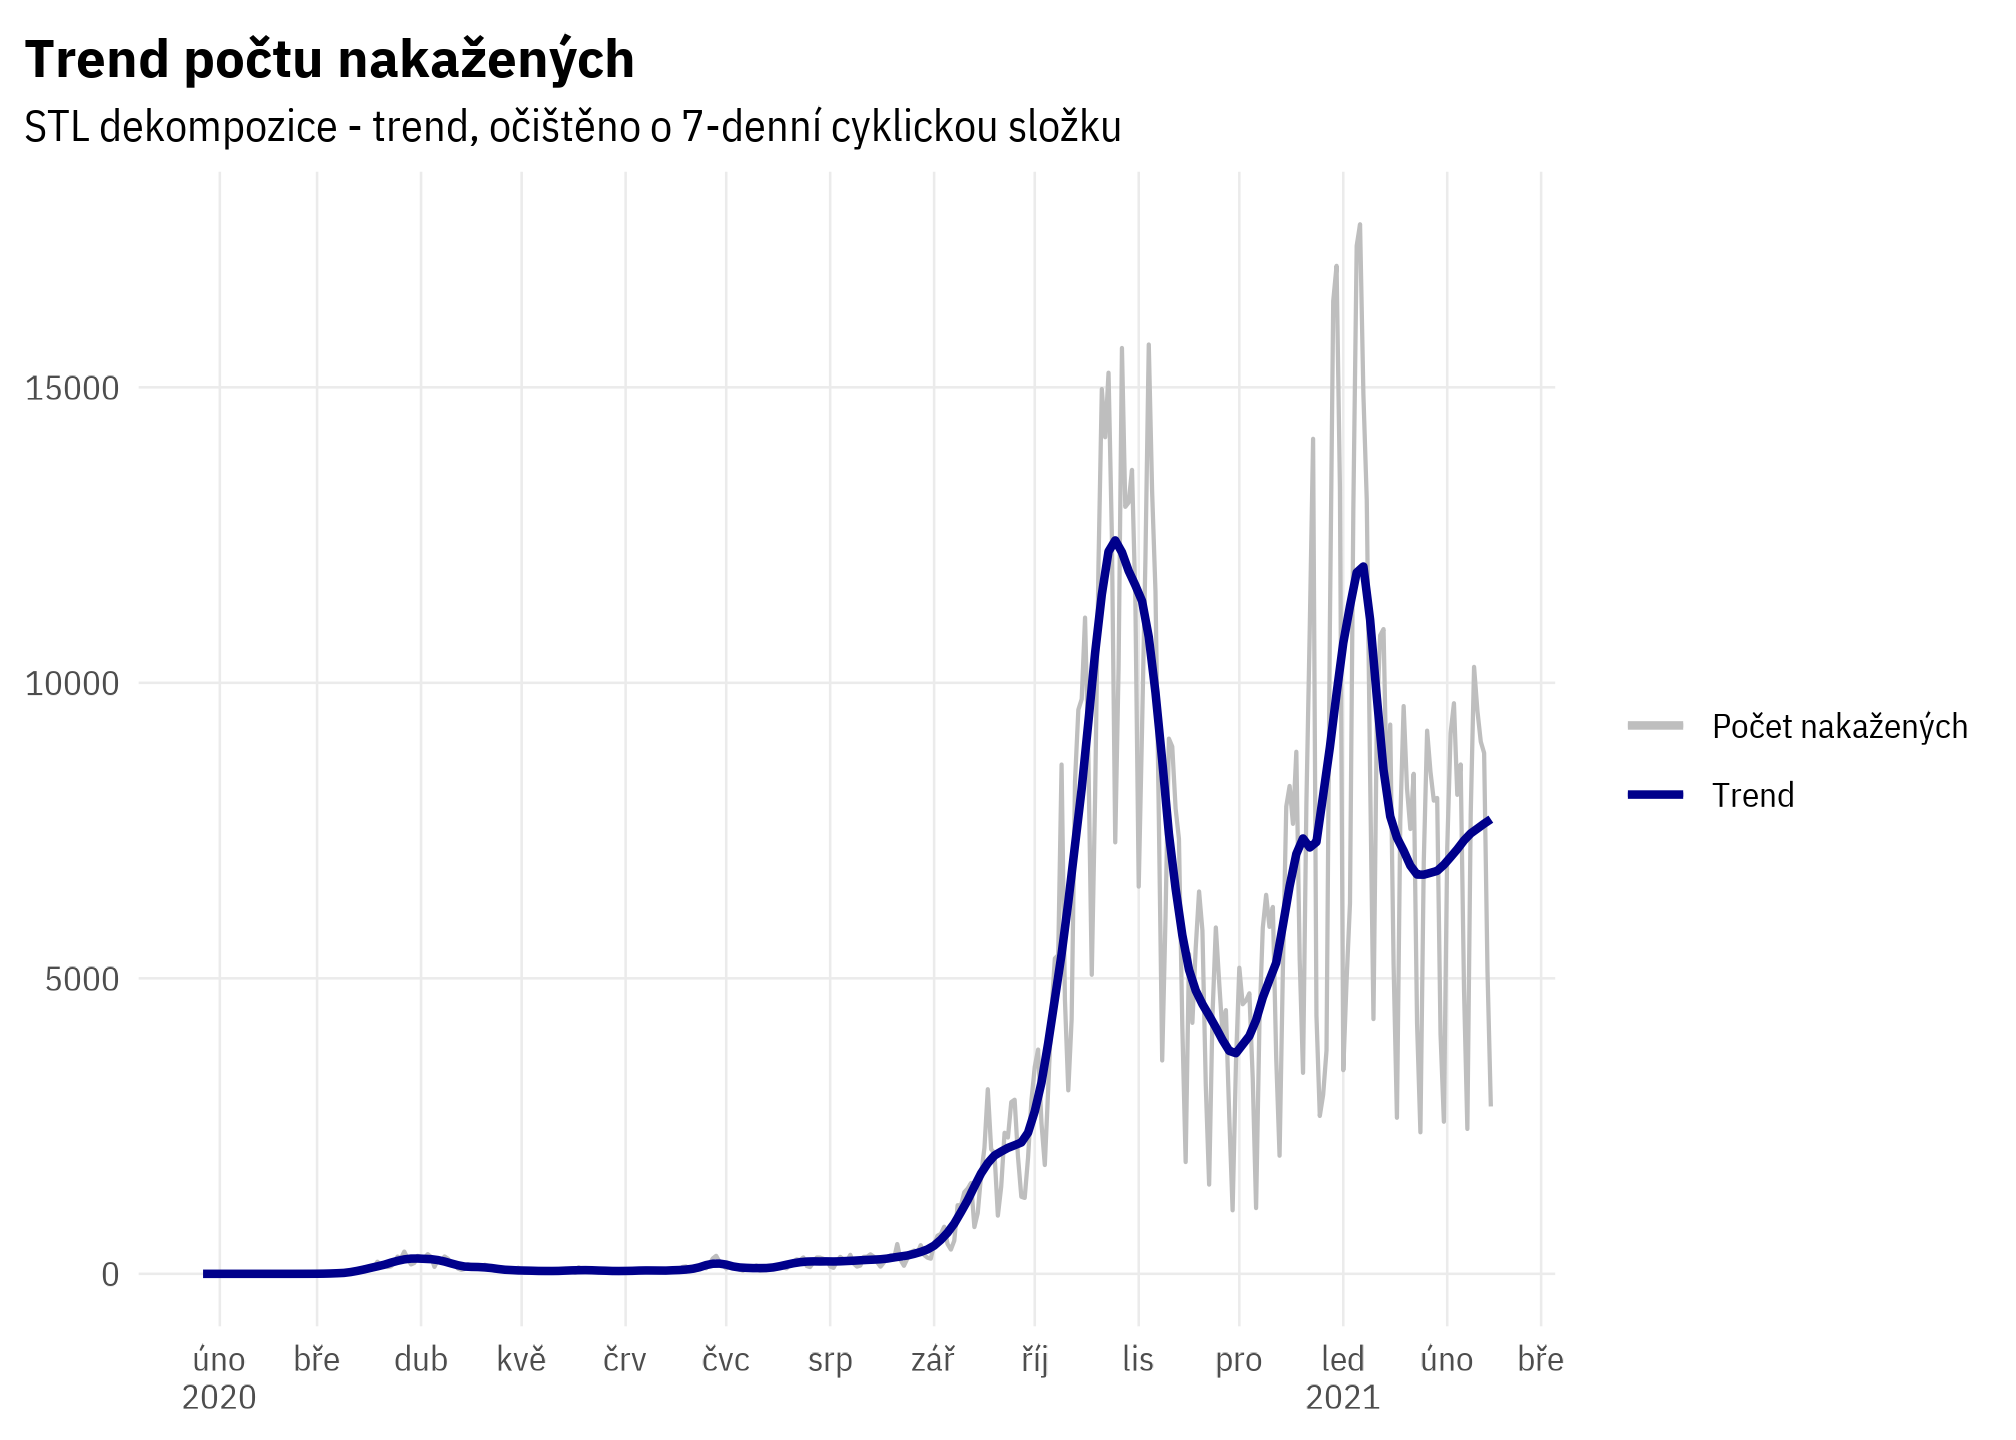 Trend počtu nakažených
STL dekompozice - trend, očištěno o 7-denní cyklickou složku
15000
10000
5000
0
Počet nakažených
Trend
úno bře dub kvě črv čvc srp zář říj lis pro led úno bře
2020 2021